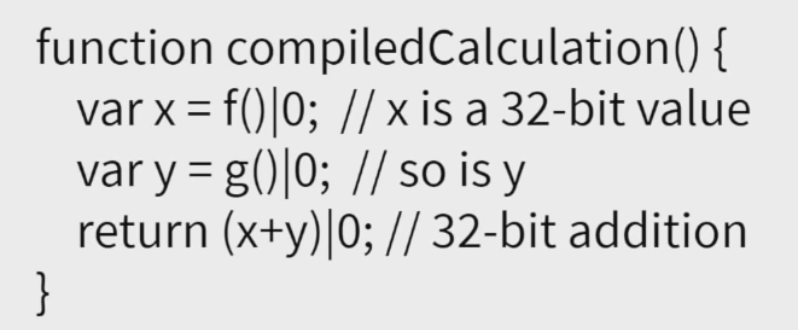 function compiledCalculation() {
var x = f()|0; // x is a 32-bit value
var y = g()|0; // so is y
return (x+y)|0; // 32-bit addition
}